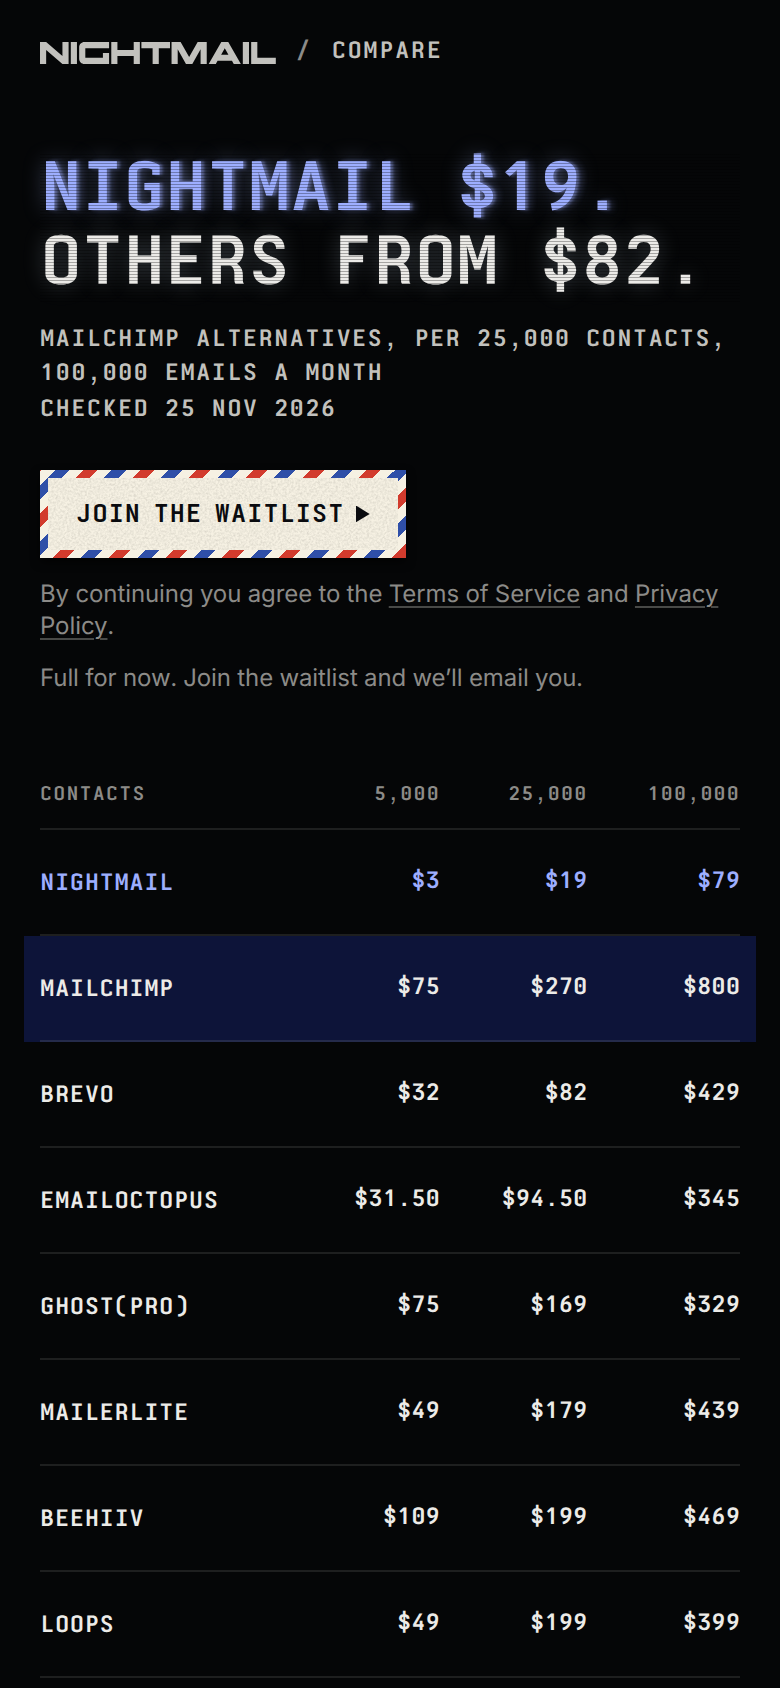 NIGHTMAIL / COMPARE
NIGHTMAIL $19.
OTHERS FROM $82.
MAILCHIMP ALTERNATIVES, PER 25,000 CONTACTS,
100,000 EMAILS A MONTH
CHECKED 25 NOV 2026
JOIN THE WAITLIST ▶
By continuing you agree to the Terms of Service and Privacy
Policy.
Full for now. Join the waitlist and we’ll email you.
CONTACTS 5,000 25,000 100,000
NIGHTMAIL $3 $19 $79
MAILCHIMP $75 $270 $800
BREVO $32 $82 $429
EMAILOCTOPUS $31.50 $94.50 $345
GHOST(PRO) $75 $169 $329
MAILERLITE $49 $179 $439
BEEHIIV $109 $199 $469
LOOPS $49 $199 $399